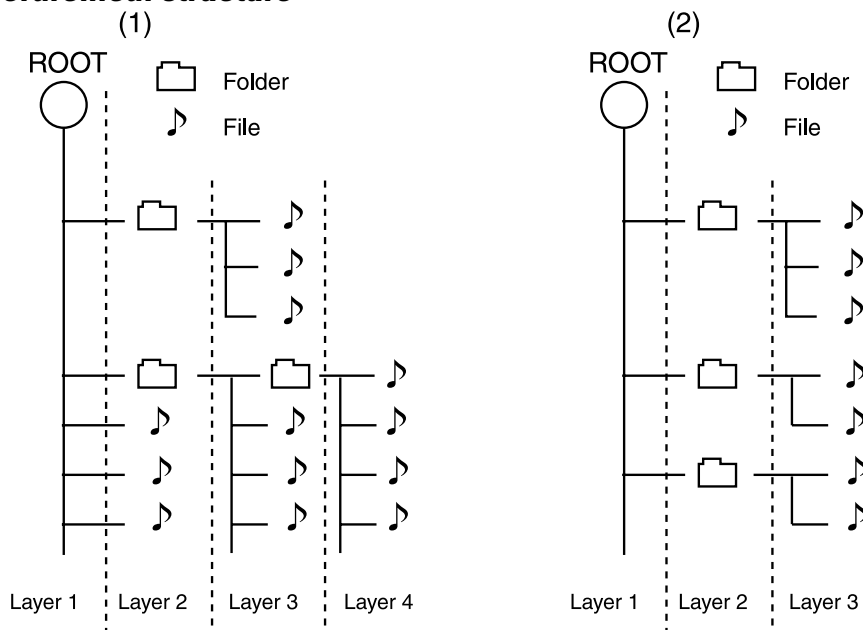 (1)
ROOT
Folder
File
Layer 1 Layer 2 Layer 3 Layer 4
(2)
ROOT
Folder
File
Layer 1 Layer 2 Layer 3